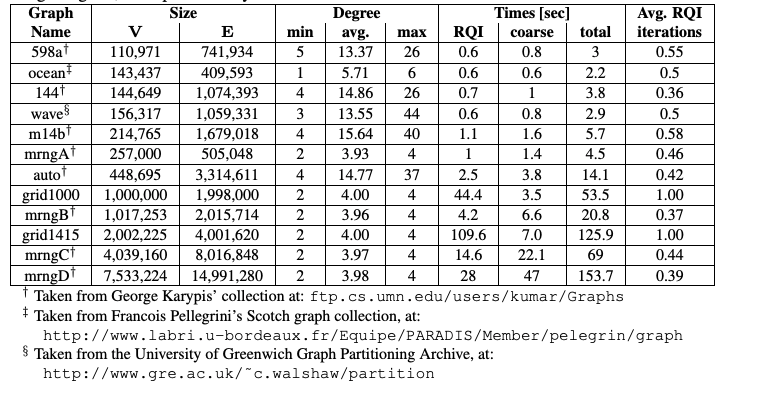 Graph Size Degree Times [sec] Avg. RQI
Name V E min avg. max RQI coarse total iterations
598a† 110,971 741,934 5 13.37 26 0.6 0.8 3 0.55
ocean‡ 143,437 409,593 1 5.71 6 0.6 0.6 2.2 0.5
144† 144,649 1,074,393 4 14.86 26 0.7 1 3.8 0.36
wave§ 156,317 1,059,331 3 13.55 44 0.6 0.8 2.9 0.5
m14b† 214,765 1,679,018 4 15.64 40 1.1 1.6 5.7 0.58
mrngA† 257,000 505,048 2 3.93 4 1 1.4 4.5 0.46
auto† 448,695 3,314,611 4 14.77 37 2.5 3.8 14.1 0.42
grid1000 1,000,000 1,998,000 2 4.00 4 44.4 3.5 53.5 1.00
mrngB† 1,017,253 2,015,714 2 3.96 4 4.2 6.6 20.8 0.37
grid1415 2,002,225 4,001,620 2 4.00 4 109.6 7.0 125.9 1.00
mrngC† 4,039,160 8,016,848 2 3.97 4 14.6 22.1 69 0.44
mrngD† 7,533,224 14,991,280 2 3.98 4 28 47 153.7 0.39
† Taken from George Karypis' collection at: ftp.cs.umn.edu/users/kumar/Graphs
‡ Taken from Francois Pellegrini's Scotch graph collection, at:
http://www.labri.u-bordeaux.fr/Equipe/PARADIS/Member/pelegrin/graph
§ Taken from the University of Greenwich Graph Partitioning Archive, at:
http://www.gre.ac.uk/˜c.walshaw/partition